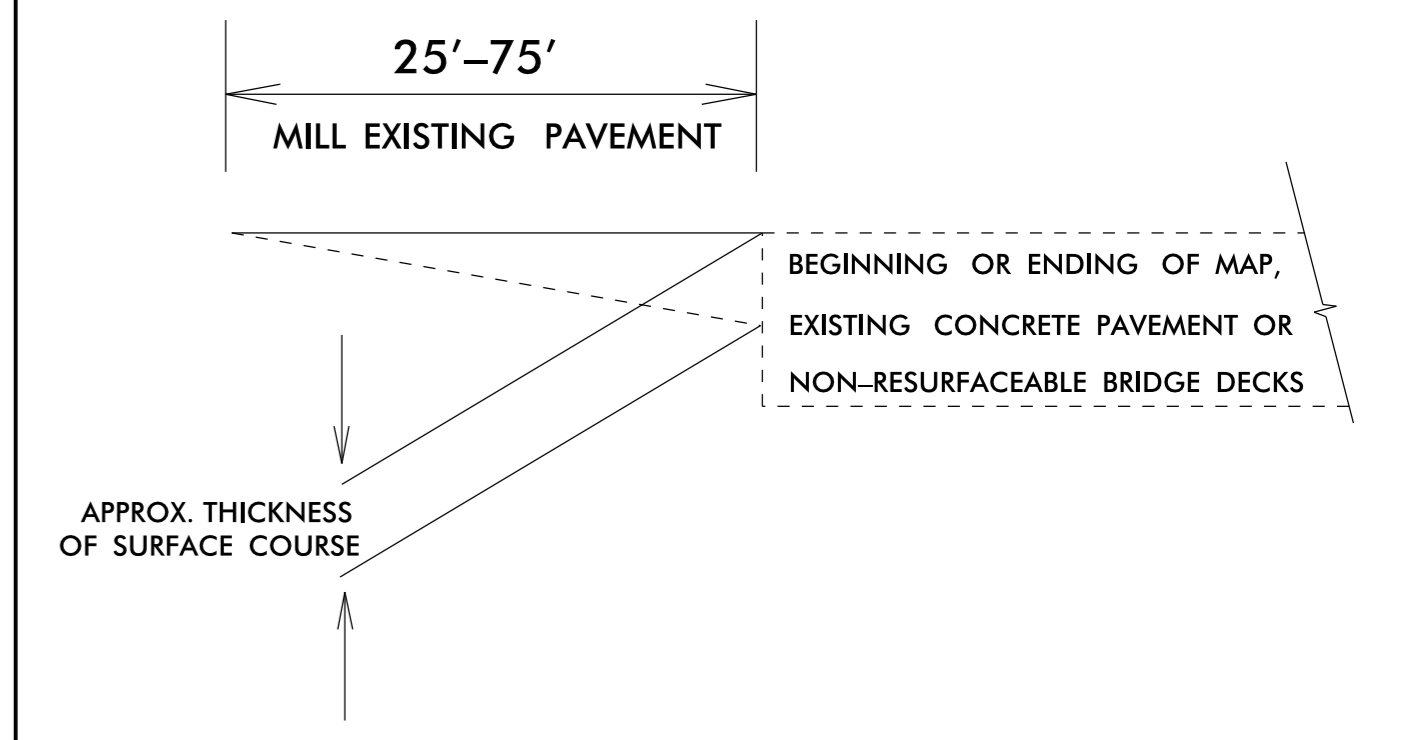 25′–75′
MILL EXISTING PAVEMENT
BEGINNING OR ENDING OF MAP,
EXISTING CONCRETE PAVEMENT OR
NON–RESURFACEABLE BRIDGE DECKS
APPROX. THICKNESS
OF SURFACE COURSE